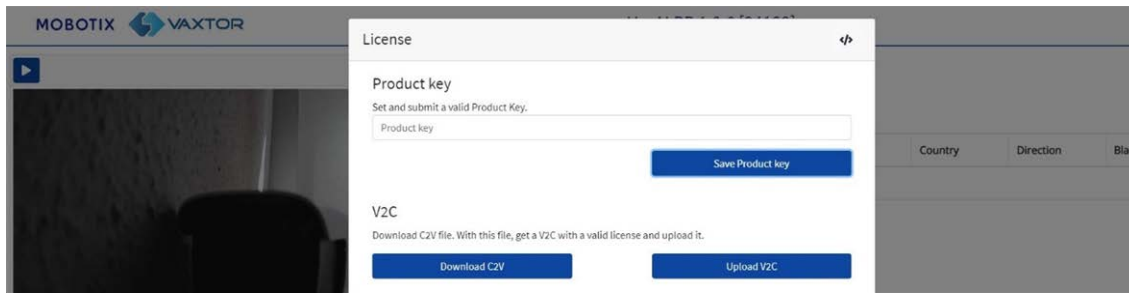 MOBOTIX VAXTOR
License </>
Product key
Set and submit a valid Product Key.
Product key
Country Direction Bla
Save Product key
V2C
Download C2V file. With this file, get a V2C with a valid license and upload it.
Download C2V Upload V2C